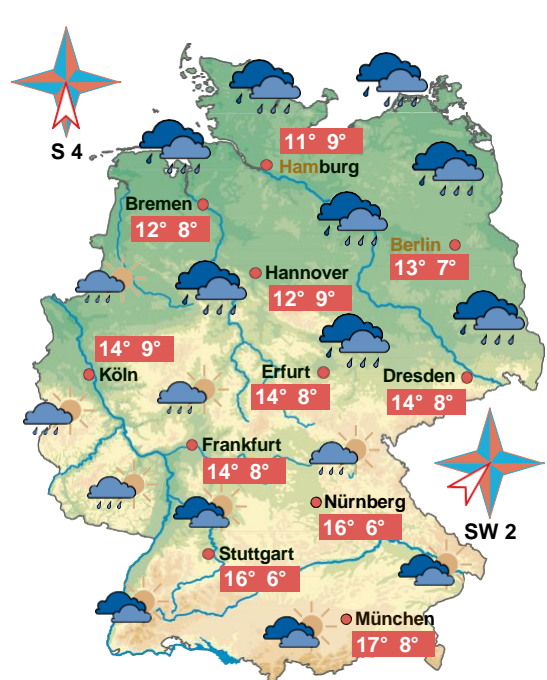 S 4
11° 9°
Hamburg
Bremen
12° 8°
Berlin
13° 7°
Hannover
12° 9°
14° 9°
Köln
Erfurt
14° 8°
Dresden
14° 8°
Frankfurt
14° 8°
Nürnberg
16° 6°
SW 2
Stuttgart
16° 6°
München
17° 8°